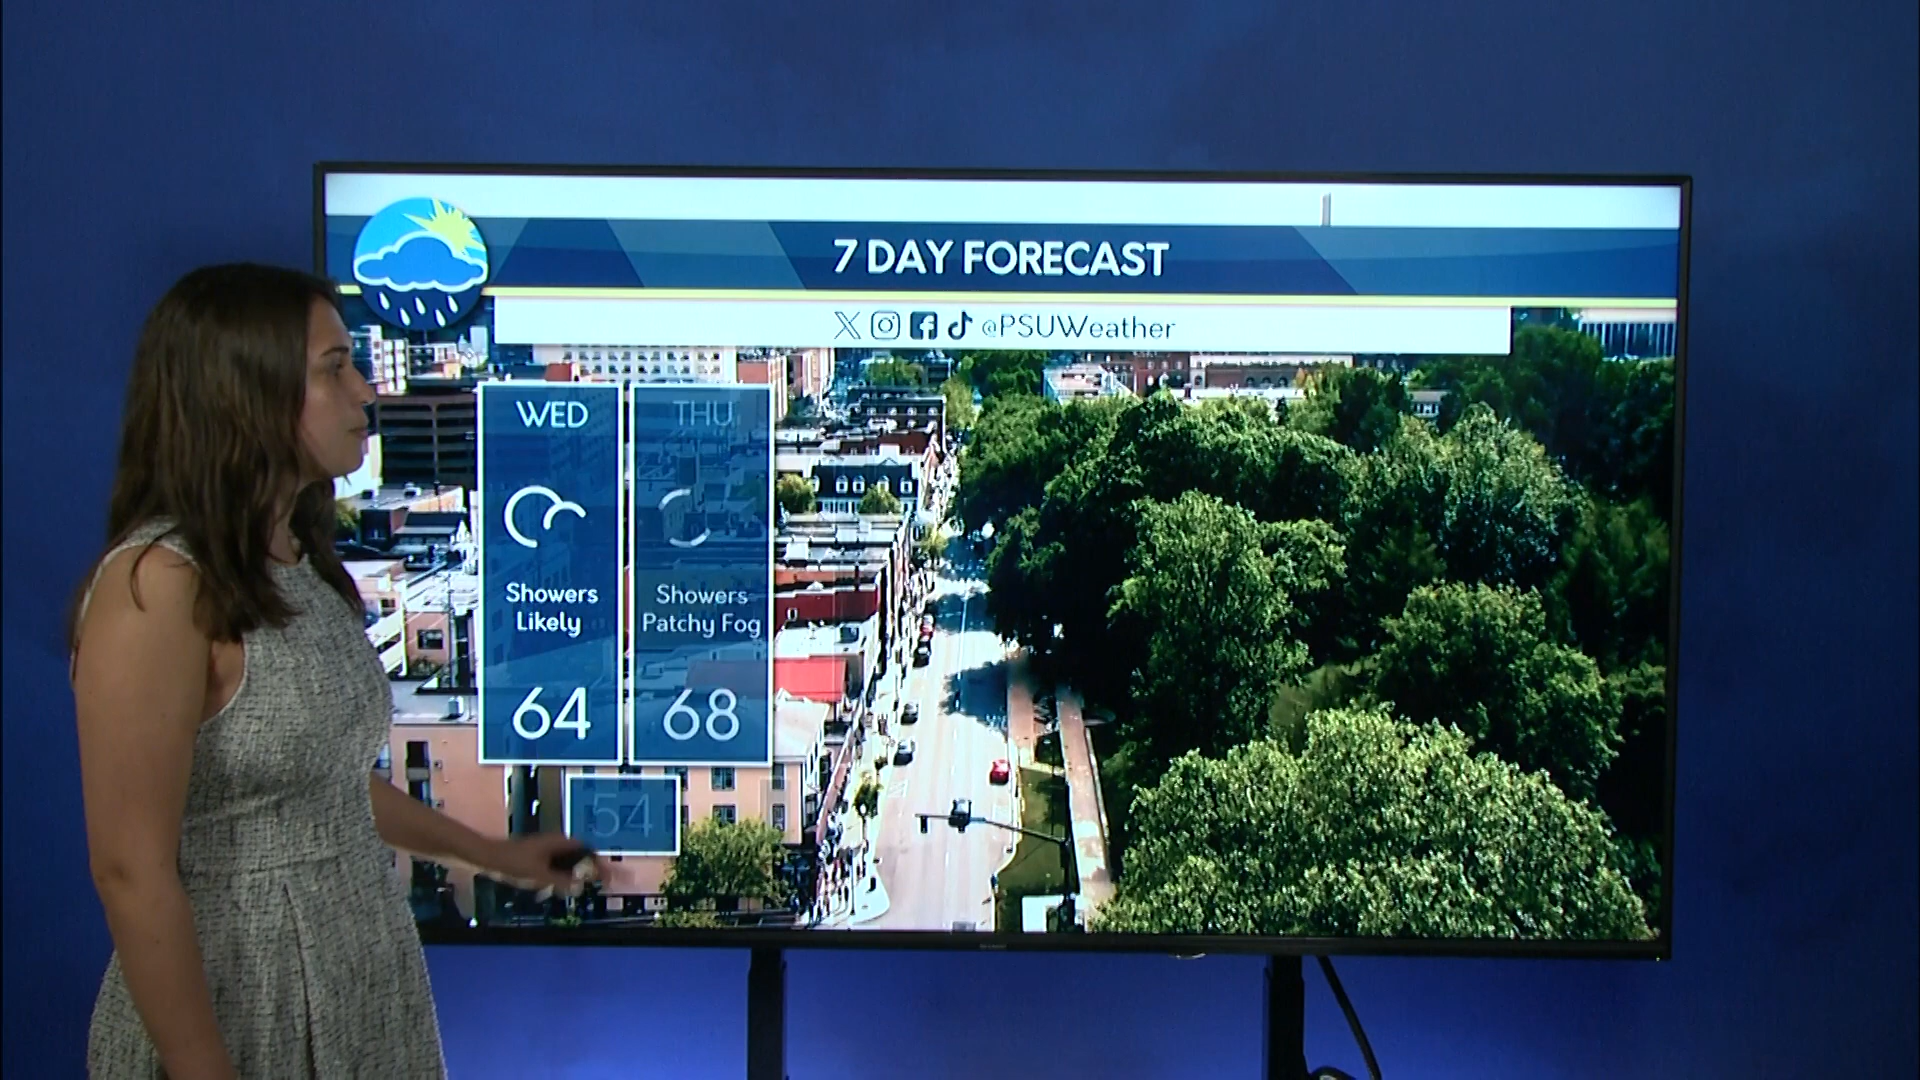 7 DAY FORECAST
@PSUWeather
WED
THU
Showers
Likely
Showers
Patchy Fog
64
68
54